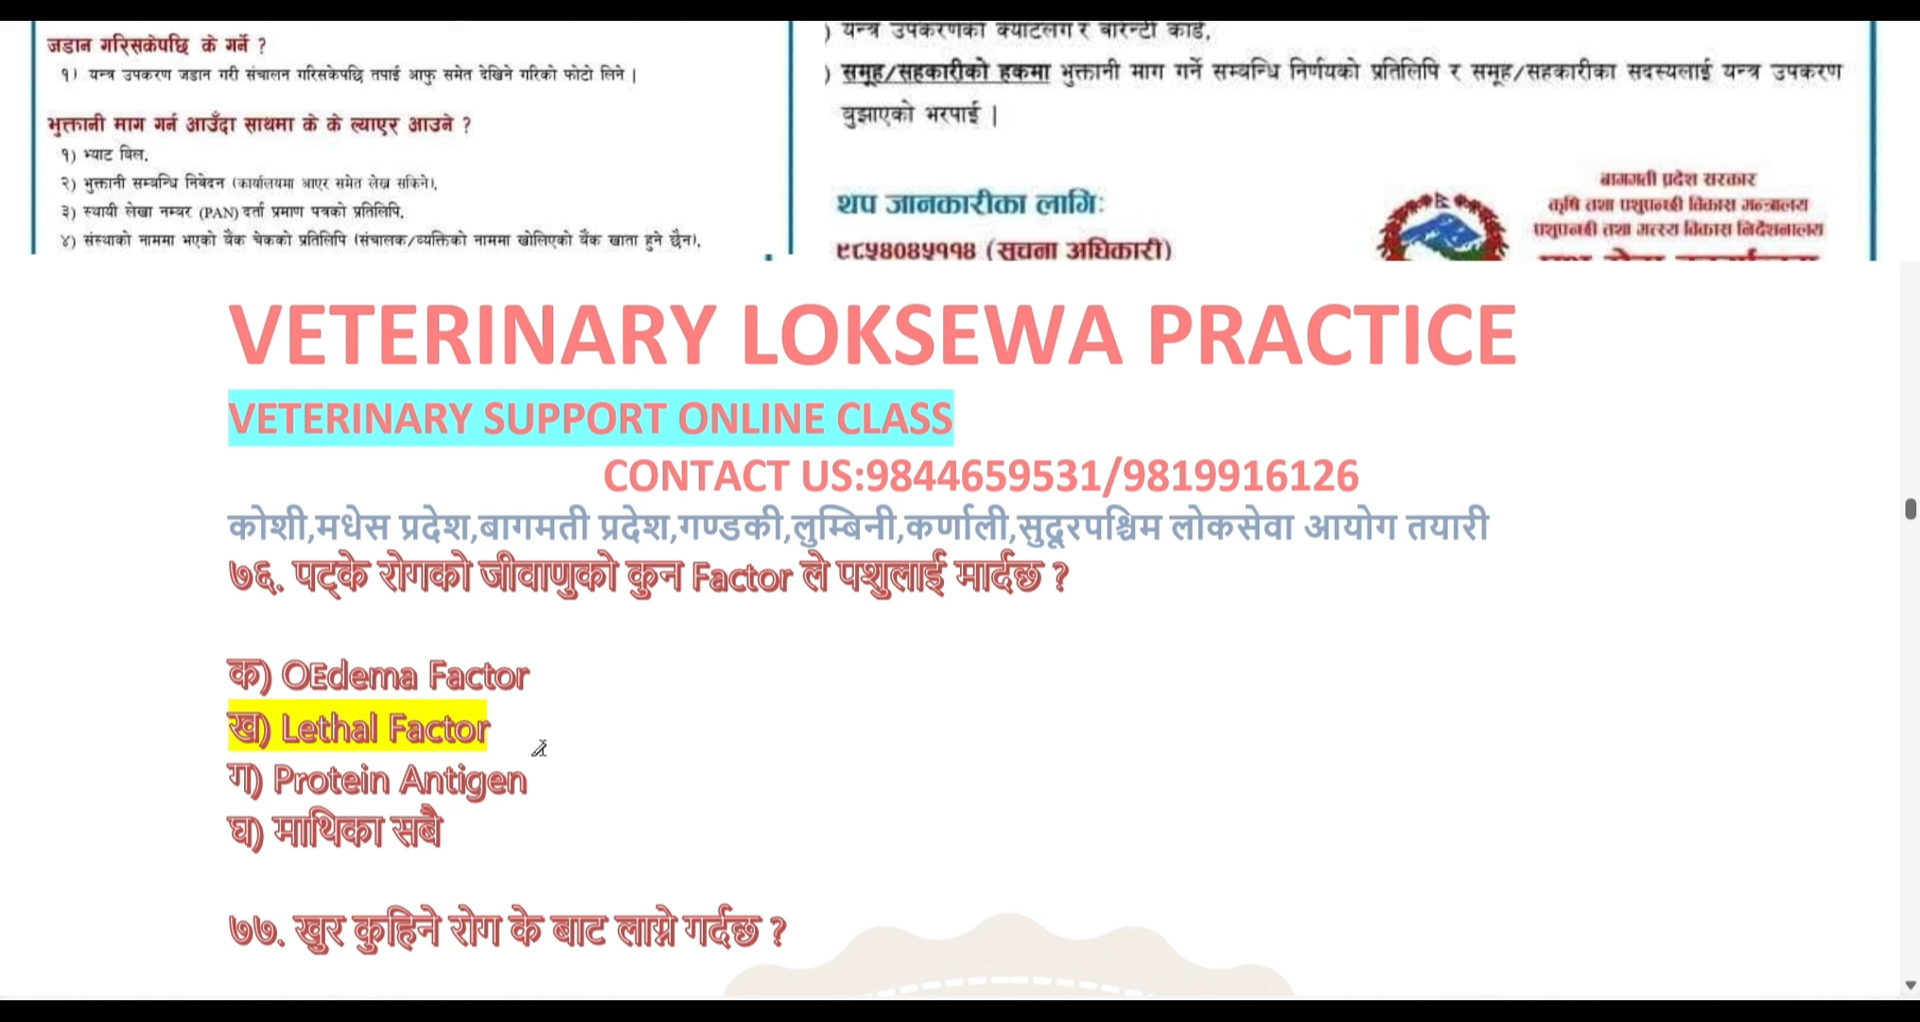 जडान गरिसकेपछि के गर्ने ?
१) यन्त्र उपकरण जडान गरी संचालन गरिसकेपछि तपाई आफु समेत देखिने गरिको फोटो लिने |
भुक्तानी माग गर्न आउँदा साथमा के के ल्याएर आउने ?
१) भ्याट बिल,
२) भुक्तानी सम्बन्धि निवेदन (कार्यालयमा आएर समेत लेख्न सकिने),
३) स्थायी लेखा नम्बर (PAN) दर्ता प्रमाण पत्रको प्रतिलिपि,
४) संस्थाको नाममा भएको बैंक चेकको प्रतिलिपि (संचालक/व्यक्तिको नाममा खोलिएको बैंक खाता हुने छैन),
) यन्त्र उपकरणको क्याटलग र वारेन्टी कार्ड,
) समूह/सहकारीको हकमा भुक्तानी माग गर्ने सम्बन्धि निर्णयको प्रतिलिपि र समूह/सहकारीका सदस्यलाई यन्त्र उपकरण
बुझाएको भरपाई |
थप जानकारीका लागि:
९८५४०४५११४ (सुचना अधिकारी)
बागमती प्रदेश सरकार
कृषि तथा पशुपन्छी विकास मन्त्रालय
पशुपन्छी तथा मत्स्य विकास निर्देशनालय
VETERINARY LOKSEWA PRACTICE
VETERINARY SUPPORT ONLINE CLASS
CONTACT US:9844659531/9819916126
कोशी,मधेस प्रदेश,बागमती प्रदेश,गण्डकी,लुम्बिनी,कर्णाली,सुदूरपश्चिम लोकसेवा आयोग तयारी
७६. पट्के रोगको जीवाणुको कुन Factor ले पशुलाई मार्दछ ?
क) OEdema Factor
ख) Lethal Factor
ग) Protein Antigen
घ) माथिका सबै
७७. खुर कुहिने रोग के बाट लाग्ने गर्दछ ?